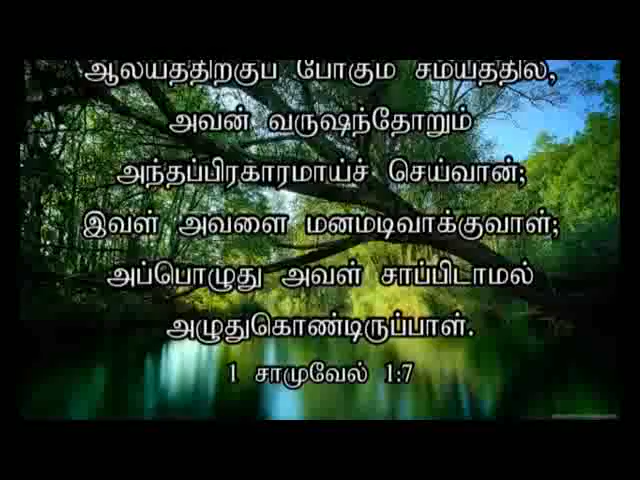 ஆலயத்திற்குப் போகும் சமயத்தில்,
அவன் வருஷந்தோறும்
அந்தப்பிரகாரமாய்ச் செய்வான்;
இவள் அவளை மனமடிவாக்குவாள்;
அப்பொழுது அவள் சாப்பிடாமல்
அழுதுகொண்டிருப்பாள்.
1 சாமுவேல் 1:7